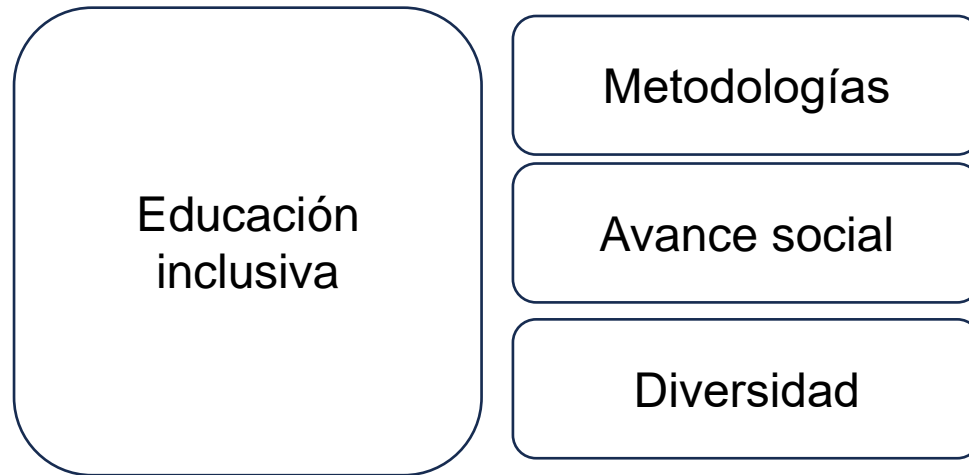 Educación
inclusiva
Metodologías
Avance social
Diversidad